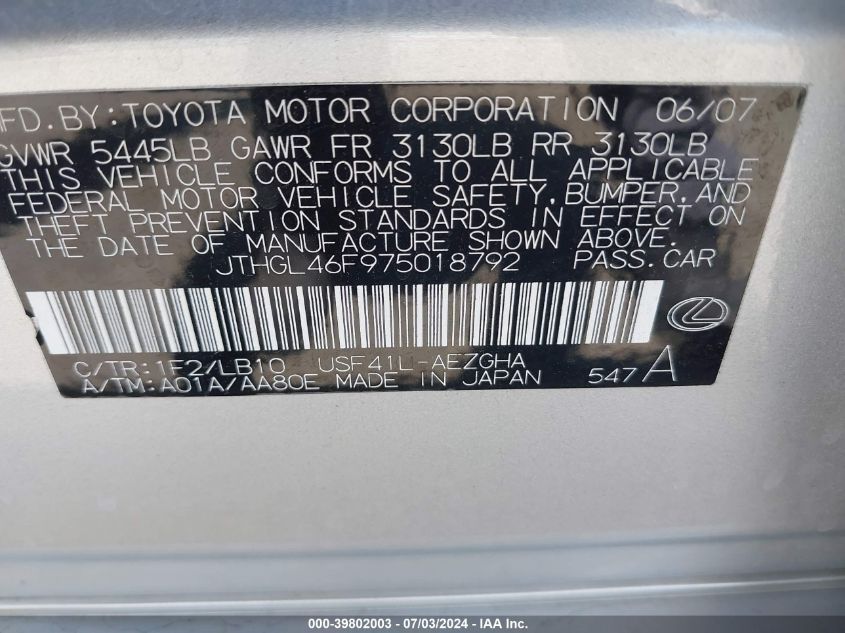 MFD. BY: TOYOTA MOTOR CORPORATION 06/07
GVWR 5445LB GAWR FR 3130LB RR 3130LB
THIS VEHICLE CONFORMS TO ALL APPLICABLE
FEDERAL MOTOR VEHICLE SAFETY, BUMPER, AND
THEFT PREVENTION STANDARDS IN EFFECT ON
THE DATE OF MANUFACTURE SHOWN ABOVE.
JTHGL46F975018792 PASS. CAR
C/TR: 1F2/LB10 USF41L-AEZGHA
A/TM: A01A/AA80E MADE IN JAPAN 547 A
000-39802003 - 07/03/2024 - IAA Inc.